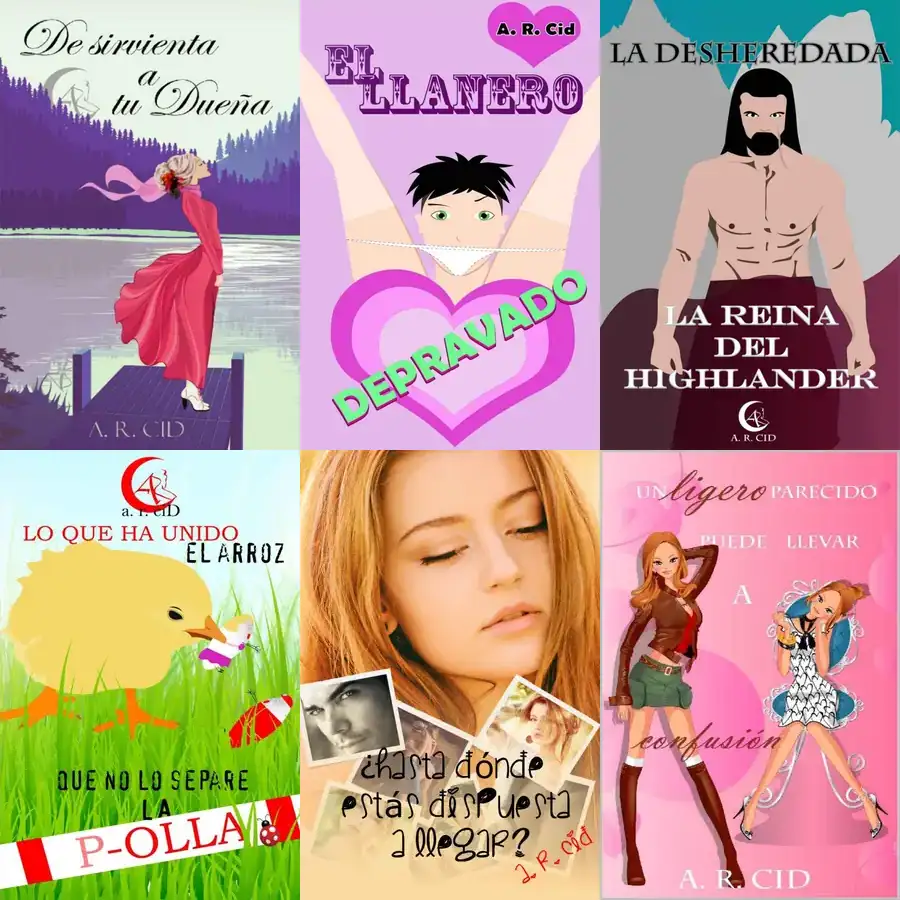 De sirvienta
a
tu Dueña
A. R. CID
A. R. Cid
EL
LLANERO
DEPRAVADO
LA DESHEREDADA
LA REINA
DEL
HIGHLANDER
A. R. CID
a. r. ciD
LO QUE HA UNIDO
EL ARROZ
QUE NO LO SEPARE
LA
P-OLLA
¿hasta dónde
estás dispuesta
a llegar?
a. R. cid
UN ligero PARECIDO
PUEDE LLEVAR
A
confusión
A. R. CID